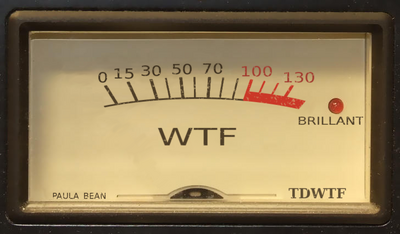 0 15 30 50 70 100 130
BRILLANT
WTF
PAULA BEAN
TDWTF